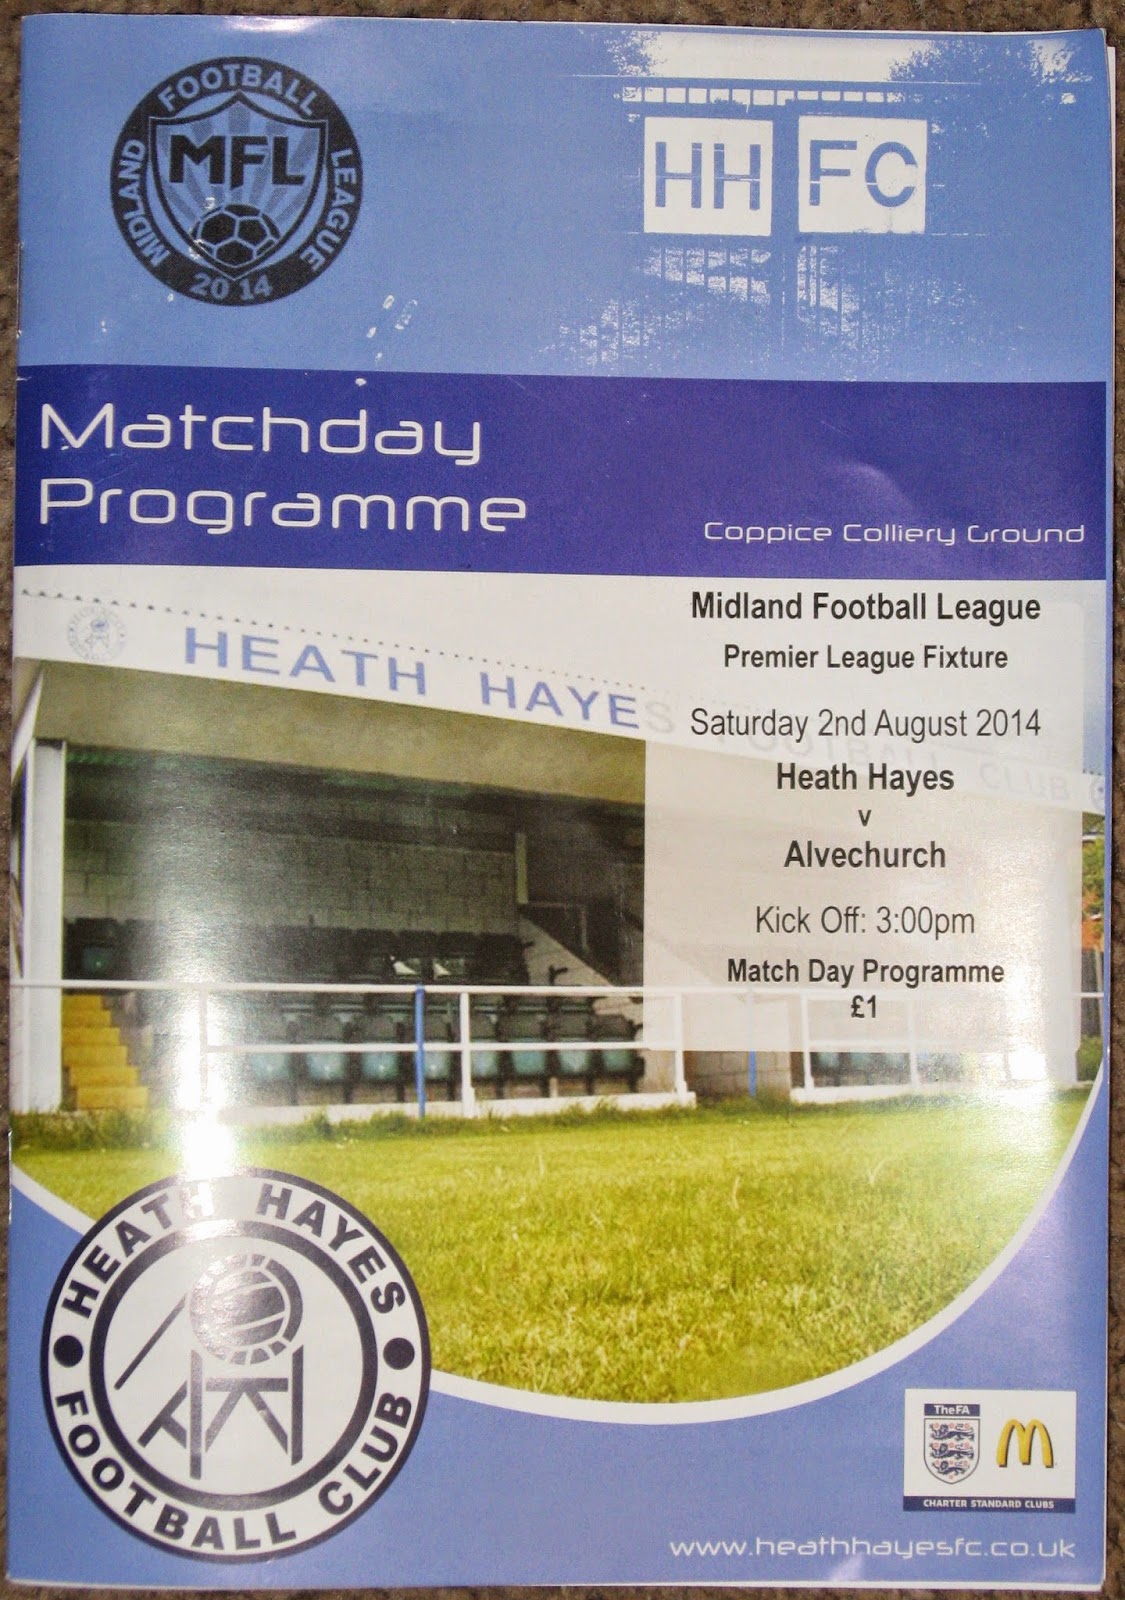 MIDLAND FOOTBALL LEAGUE
MFL
2014
HH FC
Matchday
Programme
Coppice Colliery Ground
Midland Football League
Premier League Fixture
Saturday 2nd August 2014
Heath Hayes
v
Alvechurch
Kick Off: 3:00pm
Match Day Programme
£1
HEATH HAYES FOOTBALL CLUB
HEATH HAYES
FOOTBALL CLUB
TheFA
CHARTER STANDARD CLUBS
www.heathhayesfc.co.uk